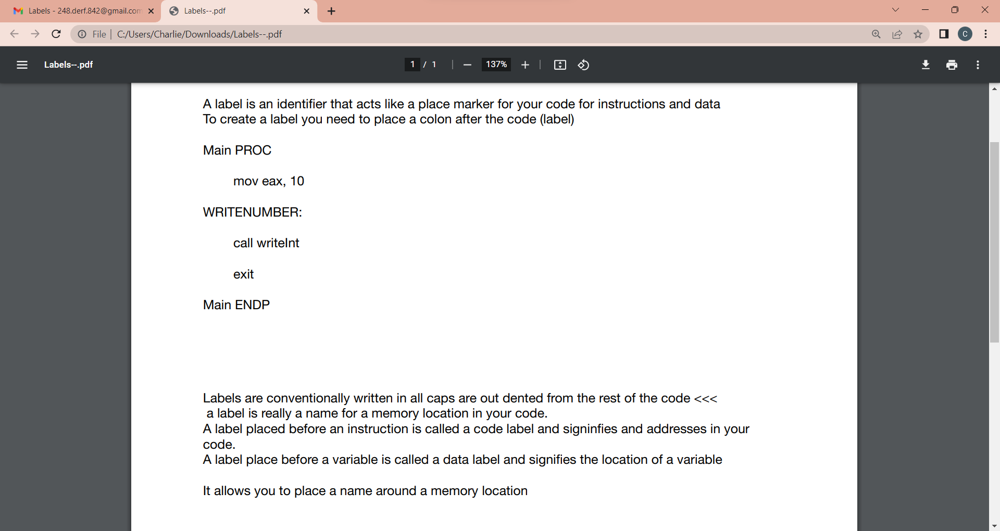 Labels - 248.derf.842@gmail.com
Labels--.pdf
File | C:/Users/Charlie/Downloads/Labels--.pdf
C
Labels--.pdf
1 / 1
137%
A label is an identifier that acts like a place marker for your code for instructions and data
To create a label you need to place a colon after the code (label)
Main PROC
mov eax, 10
WRITENUMBER:
call writeInt
exit
Main ENDP
Labels are conventionally written in all caps are out dented from the rest of the code <<<
a label is really a name for a memory location in your code.
A label placed before an instruction is called a code label and signinfies and addresses in your
code.
A label place before a variable is called a data label and signifies the location of a variable
It allows you to place a name around a memory location